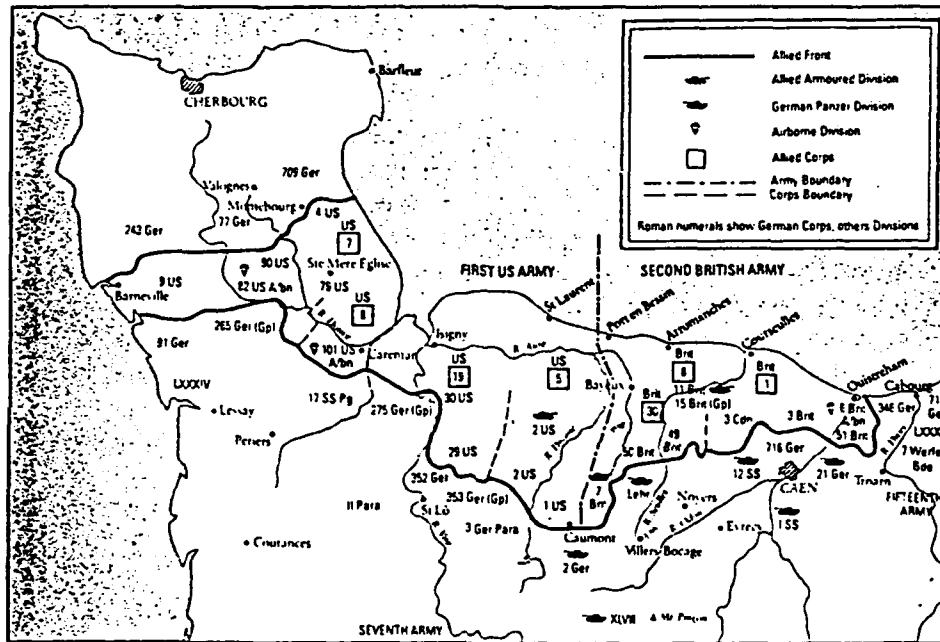 Allied Front
Allied Armoured Division
German Panzer Division
Airborne Division
Allied Corps
Army Boundary
Corps Boundary
Roman numerals show German Corps, others Divisions
Barfleur
CHERBOURG
709 Ger
Valognes
Montebourg
77 Ger
4 US
243 Ger
US
7
90 US
Ste Mere Eglise
9 US
82 US A/bn
Barneville
US
8
FIRST US ARMY
SECOND BRITISH ARMY
St Laurent
Port en Bessin
Arromanches
Courseulles
265 Ger (Gp)
Isigny
R. Aure
91 Ger
101 US
A/bn
Carentan
US
19
US
5
Bayeux
Brit
8
Brit
1
Ouistreham
Cabourg
LXXXIV
17 SS Pg
30 US
275 Ger (Gp)
Brit
30
15 Brit (Gp)
346 Ger
Lessay
2 US
3 Cdn
3 Brit
51 Brit
Periers
29 US
50 Brit
49
Brit
216 Ger
7 Werfer
Bde
352 Ger
2 US
12 SS
CAEN
21 Ger
Troarn
353 Ger (Gp)
1 US
7
Brit
Lehr
Noyers
FIFTEENTH
ARMY
II Para
St Lo
R. Vire
3 Ger Para
Caumont
Villers Bocage
Evrecy
1 SS
Coutances
2 Ger
SEVENTH ARMY
XLVII